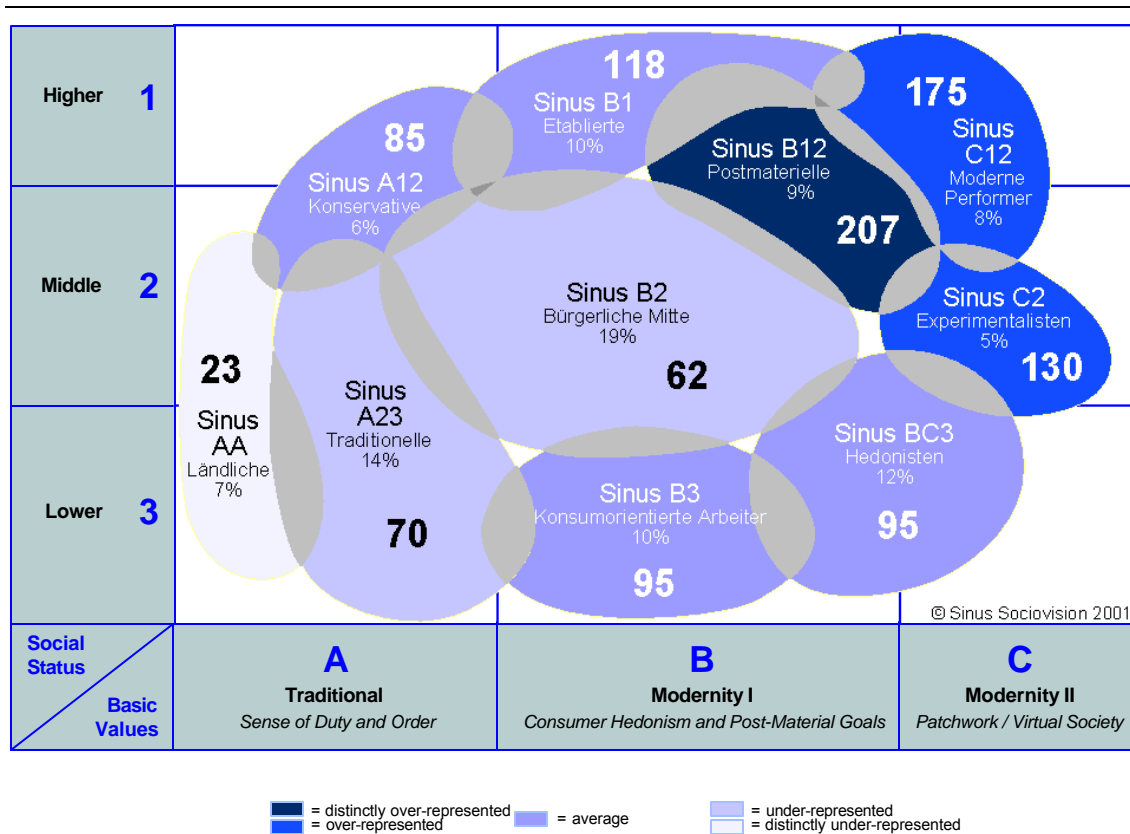 Higher 1
118
Sinus B1
Etablierte
10%
175
Sinus
C12
Moderne
Performer
8%
85
Sinus A12
Konservative
6%
Sinus B12
Postmaterielle
9%
207
Middle 2
Sinus B2
Bürgerliche Mitte
19%
62
Sinus C2
Experimentalisten
5%
130
23
Sinus
AA
Ländliche
7%
Sinus
A23
Traditionelle
14%
70
Lower 3
Sinus B3
Konsumorientierte Arbeiter
10%
95
Sinus BC3
Hedonisten
12%
95
© Sinus Sociovision 2001
Social
Status
Basic
Values
A
Traditional
Sense of Duty and Order
B
Modernity I
Consumer Hedonism and Post-Material Goals
C
Modernity II
Patchwork / Virtual Society
= distinctly over-represented
= over-represented
= average
= under-represented
= distinctly under-represented